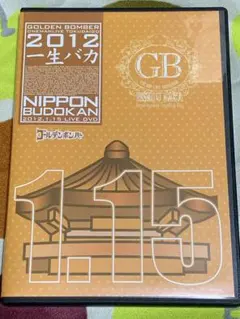 GOLDEN BOMBER
ONEMANLIVE TOKUDAIGO
2012
一生バカ
NIPPON
BUDOKAN
2012.1.15 LIVE DVD
ゴールデンボンバー
GB
1.15